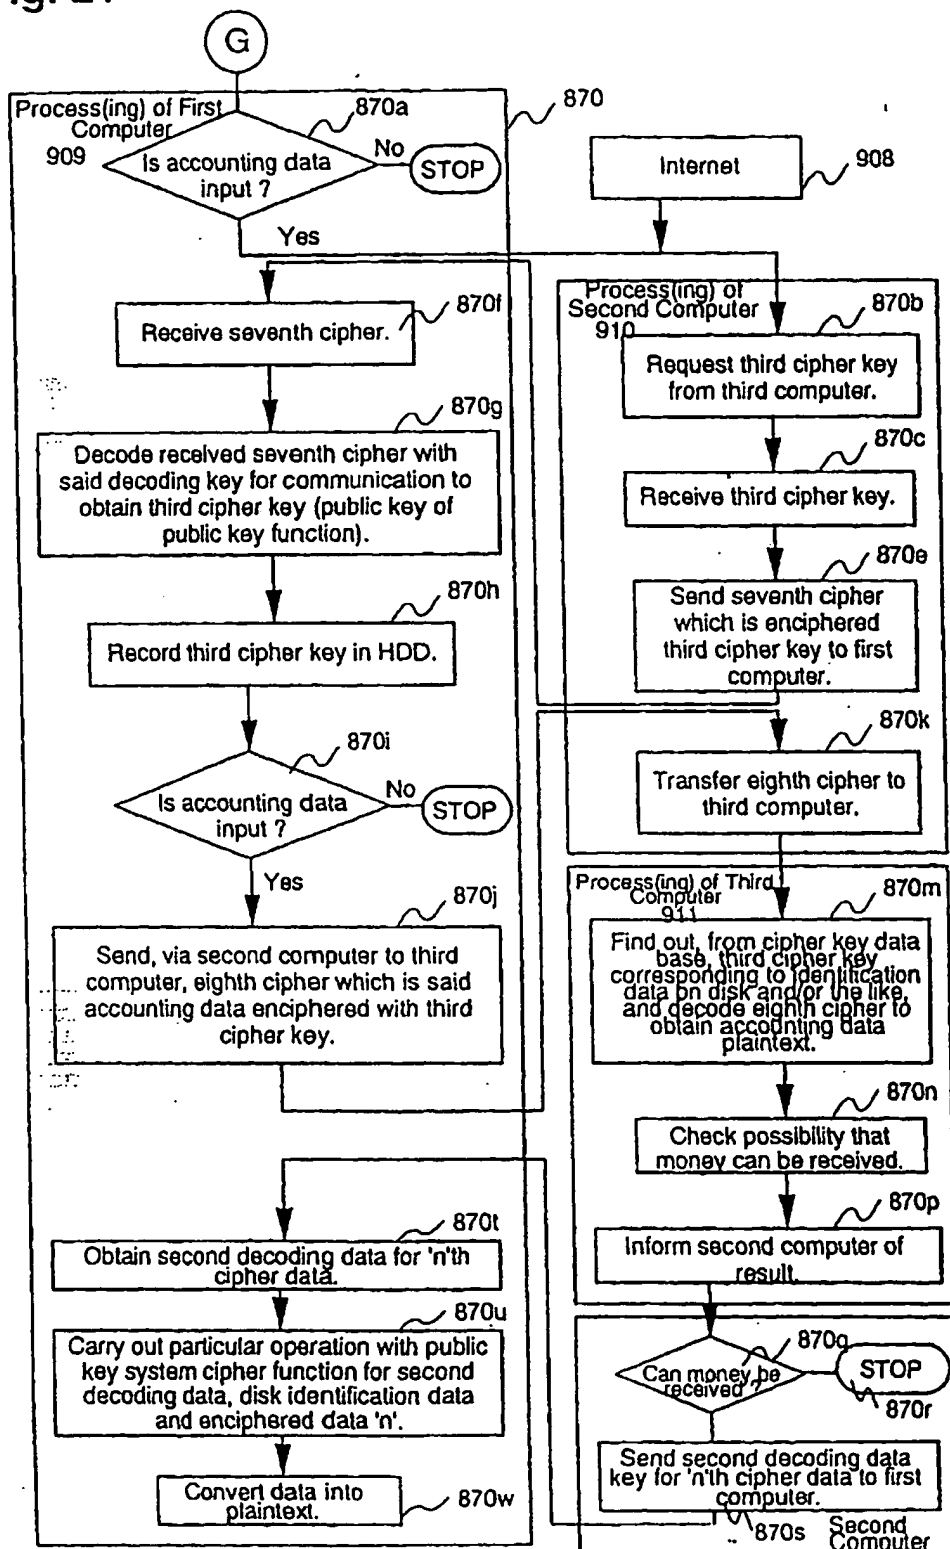 G
Process(ing) of First
Computer
909
870a
870
Is accounting data
input ?
No
STOP
Yes
Internet
908
870f
Receive seventh cipher.
870g
Decode received seventh cipher with
said decoding key for communication to
obtain third cipher key (public key of
public key function).
870h
Record third cipher key in HDD.
870i
Is accounting data
input ?
No
STOP
Yes
870j
Send, via second computer to third
computer, eighth cipher which is said
accounting data enciphered with third
cipher key.
870t
Obtain second decoding data for 'n'th
cipher data.
870u
Carry out particular operation with public
key system cipher function for second
decoding data, disk identification data
and enciphered data 'n'.
Convert data into
plaintext.
870w
Process(ing) of
Second Computer
910
870b
Request third cipher key
from third computer.
870c
Receive third cipher key.
870e
Send seventh cipher
which is enciphered
third cipher key to first
computer.
870k
Transfer eighth cipher to
third computer.
Process(ing) of Third
Computer
911
870m
Find out, from cipher key data
base, third cipher key
corresponding to identification
data on disk and/or the like,
and decode eighth cipher to
obtain accounting data
plaintext.
870n
Check possibility that
money can be received.
870p
Inform second computer of
result.
870q
Can money be
received ?
STOP
870r
Send second decoding data
key for 'n'th cipher data to first
computer.
870s
Second
Computer